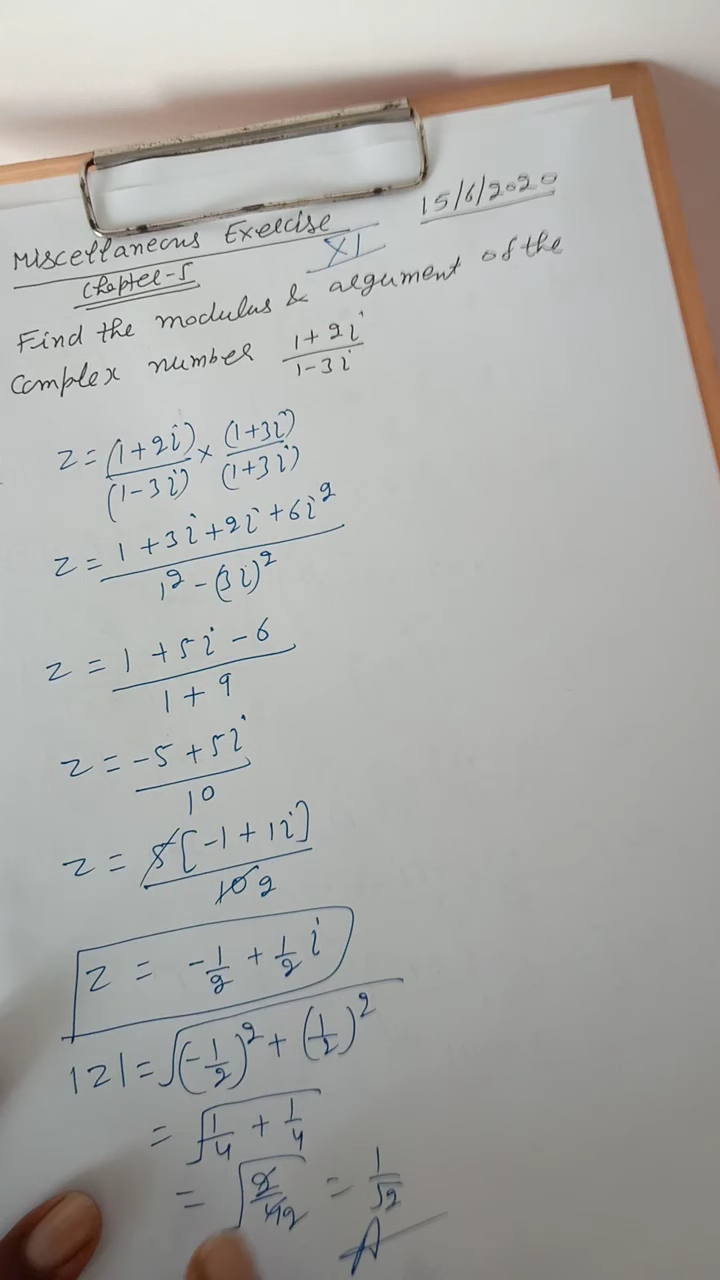 Miscellaneous Exercise 15/6/2020
Chapter-5 XI
Find the modulus & argument of the
Complex number (1+2i)/(1-3i)
z = (1+2i)/(1-3i) × (1+3i)/(1+3i)
z = (1+3i+2i+6i²)/(1²-(3i)²)
z = (1+5i-6)/(1+9)
z = (-5+5i)/10
z = 5[-1+1i]/10 2
z = -1/2 + 1/2 i
|z| = √((-1/2)² + (1/2)²)
= √(1/4 + 1/4)
= √(2/4 2) = 1/√2
A